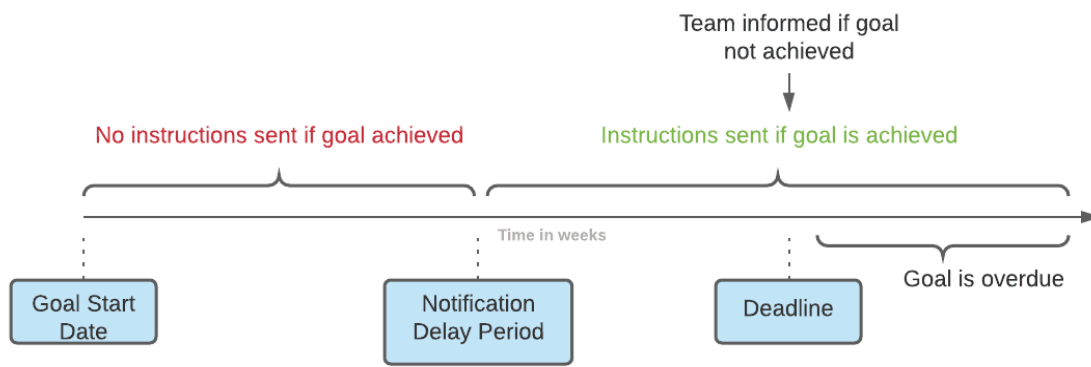 Team informed if goal
not achieved
No instructions sent if goal achieved
Instructions sent if goal is achieved
Time in weeks
Goal is overdue
Goal Start
Date
Notification
Delay Period
Deadline